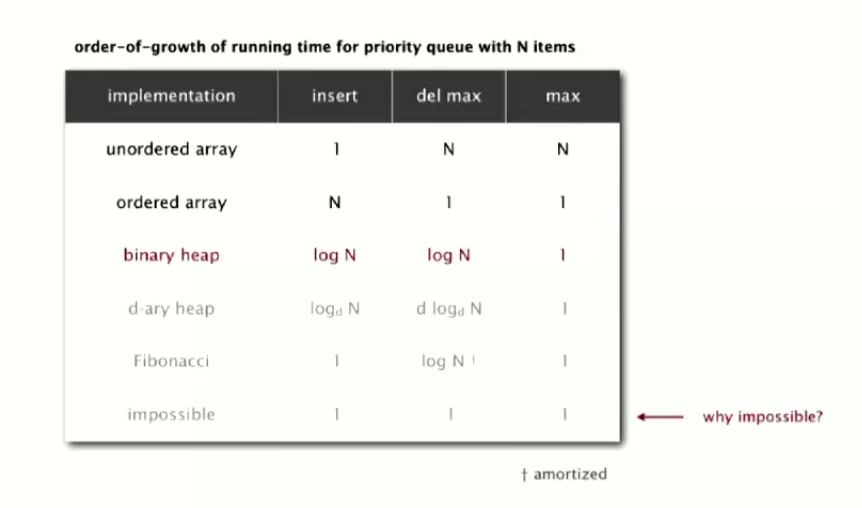 order-of-growth of running time for priority queue with N items
implementation insert del max max
unordered array 1 N N
ordered array N 1 1
binary heap log N log N 1
d-ary heap logd N d logd N 1
Fibonacci 1 log N † 1
impossible 1 1 1 why impossible?
† amortized